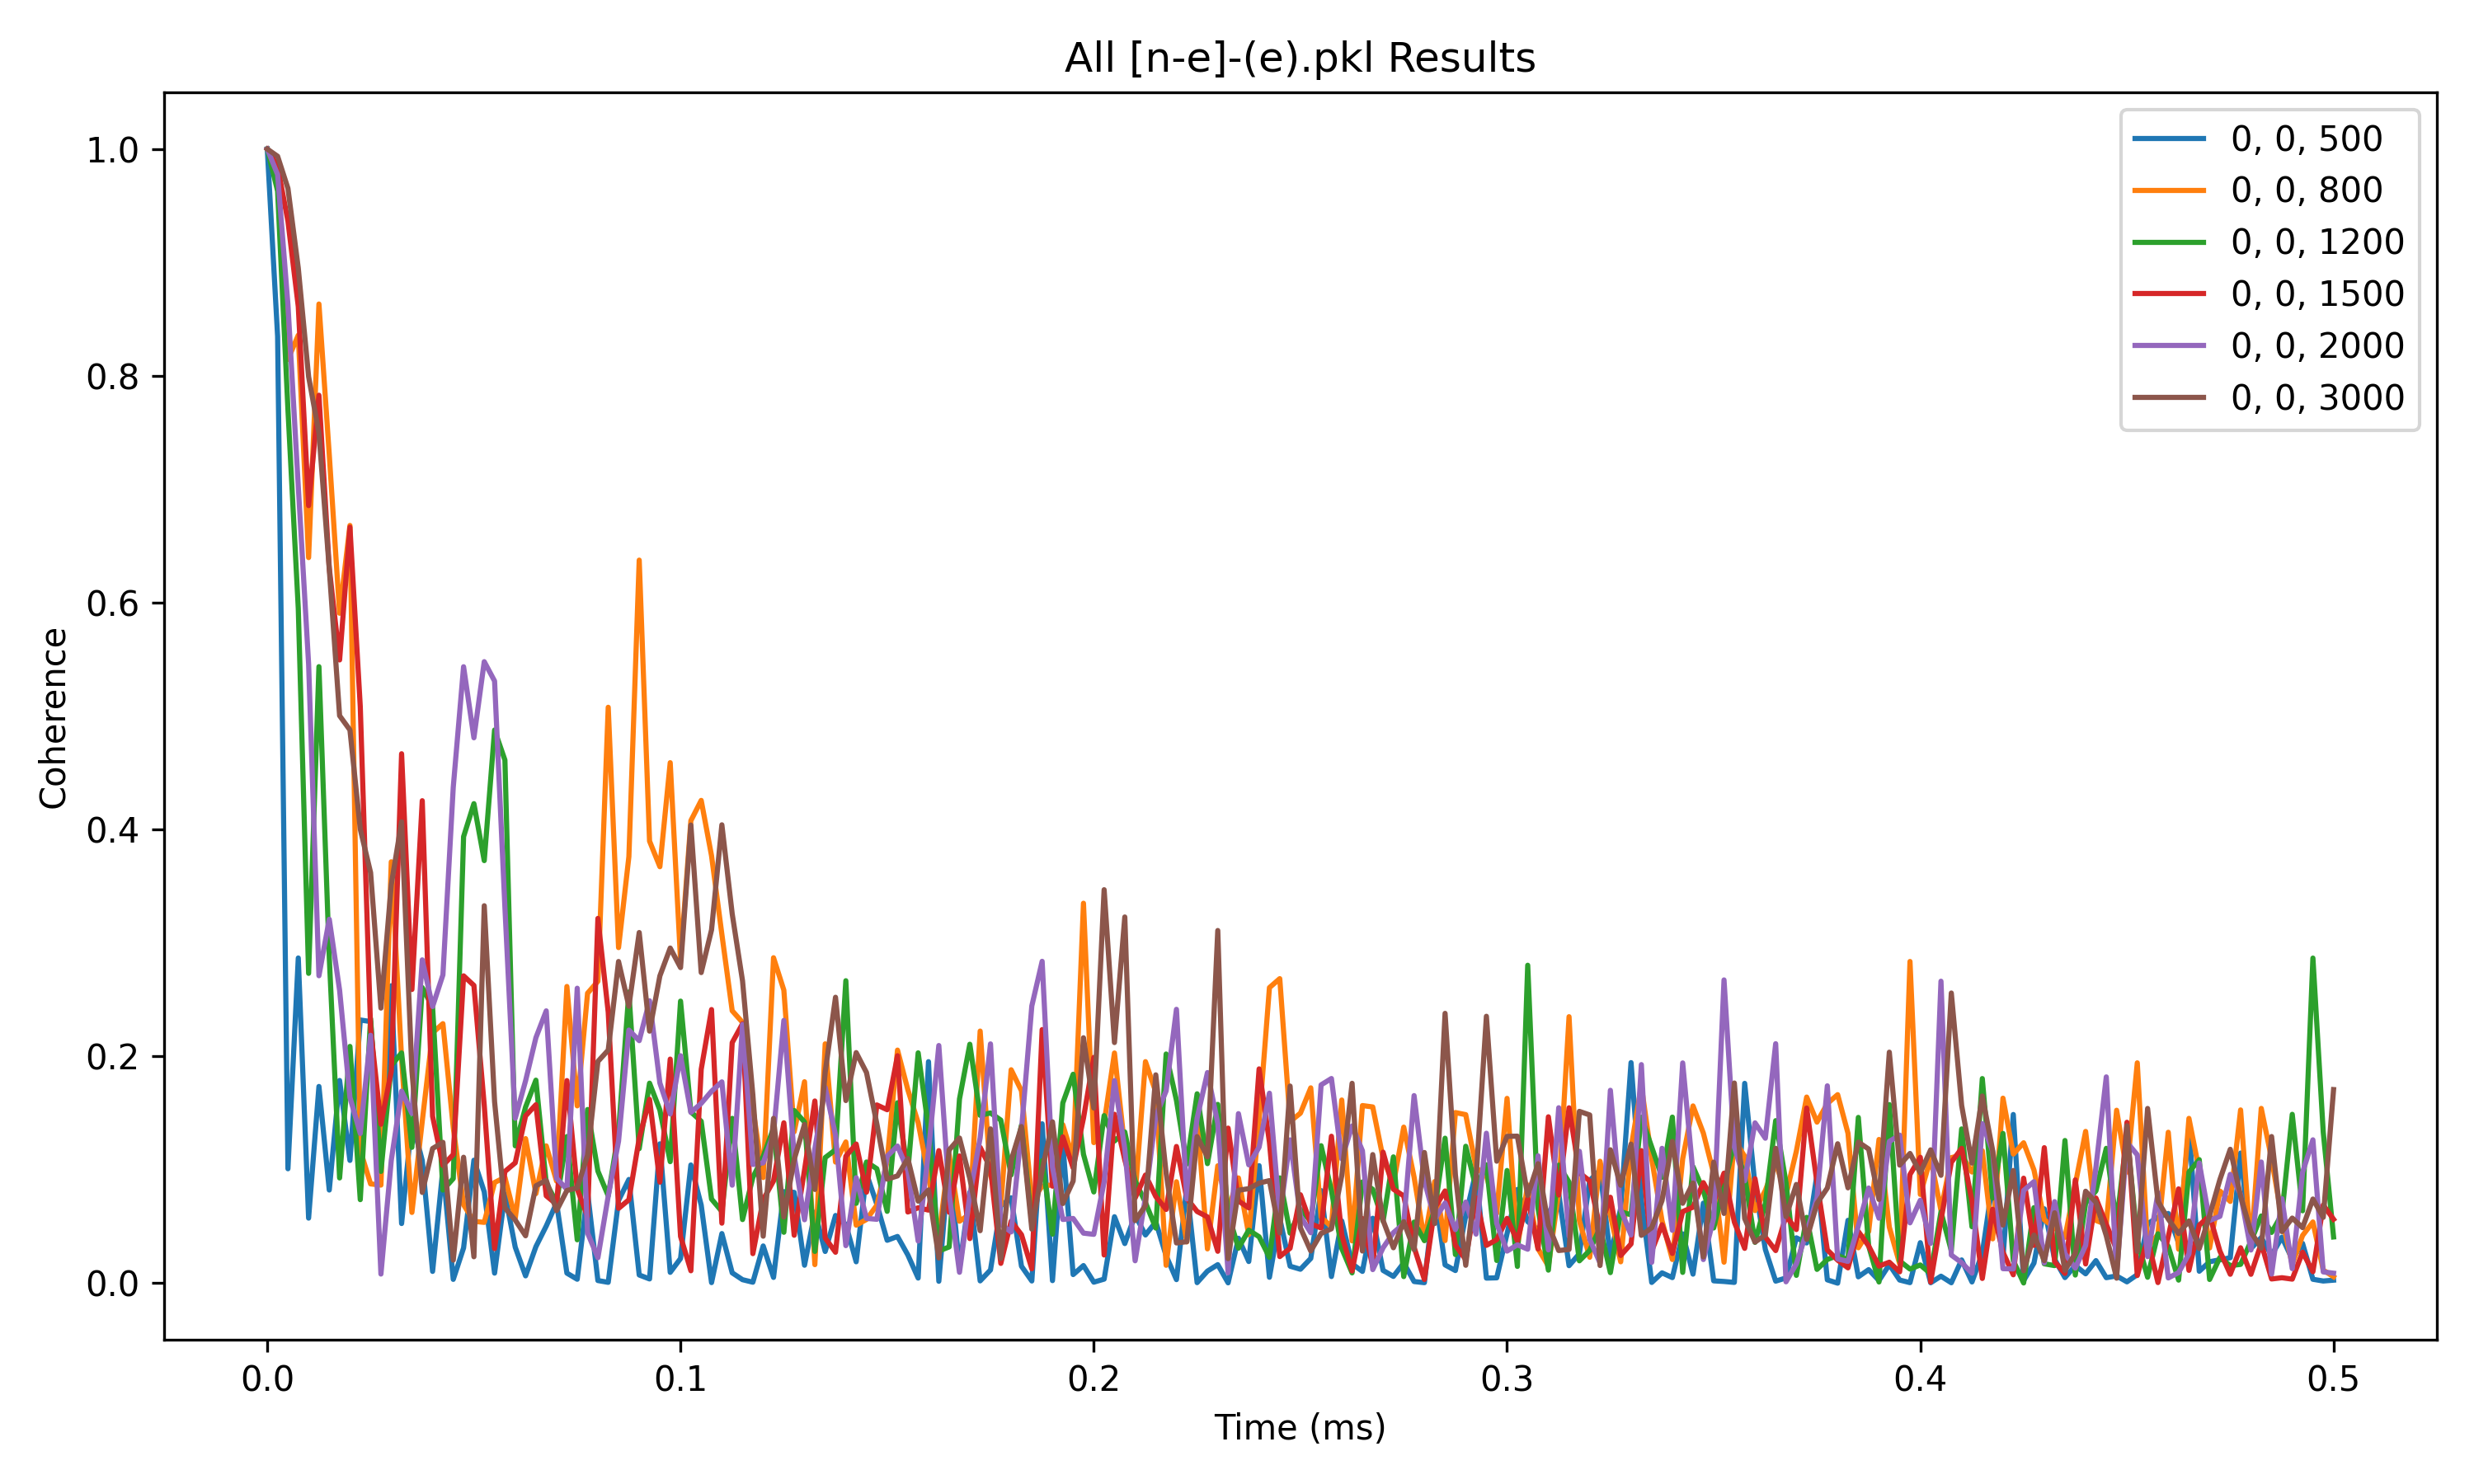 All [n-e]-(e).pkl Results
1.0
0.8
0.6
0.4
0.2
0.0
Coherence
0.0 0.1 0.2 0.3 0.4 0.5
Time (ms)
0, 0, 500
0, 0, 800
0, 0, 1200
0, 0, 1500
0, 0, 2000
0, 0, 3000